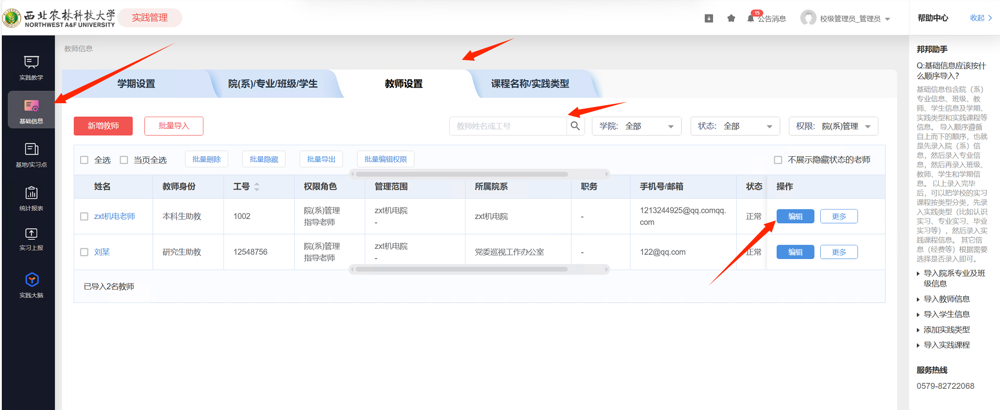 西北农林科技大学
NORTHWEST A&F UNIVERSITY
实践管理
15
公告消息
校级管理员_管理员
帮助中心
收起
实践教学
基础信息
基地/实习点
统计报表
实习上报
实践大脑
教师信息
学期设置
院(系)/专业/班级/学生
教师设置
课程名称/实践类型
新增教师
批量导入
教师姓名或工号
学院: 全部
状态: 全部
权限: 院(系)管理
全选
当页全选
批量删除
批量隐藏
批量导出
批量编辑权限
不展示隐藏状态的老师
姓名 教师身份 工号 权限角色 管理范围 所属院系 职务 手机号/邮箱 状态 操作
zxt机电老师 本科生助教 1002 院(系)管理 指导老师 zxt机电院 - zxt机电院 - 1213244925@qq.comqq.com 正常 编辑 更多
刘某 研究生助教 12548756 院(系)管理 指导老师 zxt机电院 - 党委巡视工作办公室 - 122@qq.com 正常 编辑 更多
已导入2名教师
邦邦助手
Q:基础信息应该按什
么顺序导入?
基础信息包含院（系）
专业信息、班级、教
师、学生信息及学期、
实践类型和实践课程等
信息。 导入顺序遵循
自上而下的顺序，也就
是先录入院（系）信
息，然后录入专业信
息，然后再录入班级、
教师、学生和学期信
息。 以上录入完毕
后，可以把学校的实习
课程按类型分类，先录
入实践类型（比如认识
实习、专业实习、毕业
实习等），然后录入实
践课程信息。 其它信
息（经费等）根据需要
选择是否录入即可。
导入院系专业及班
级信息
导入教师信息
导入学生信息
添加实践类型
导入实践课程
服务热线
0579-82722068